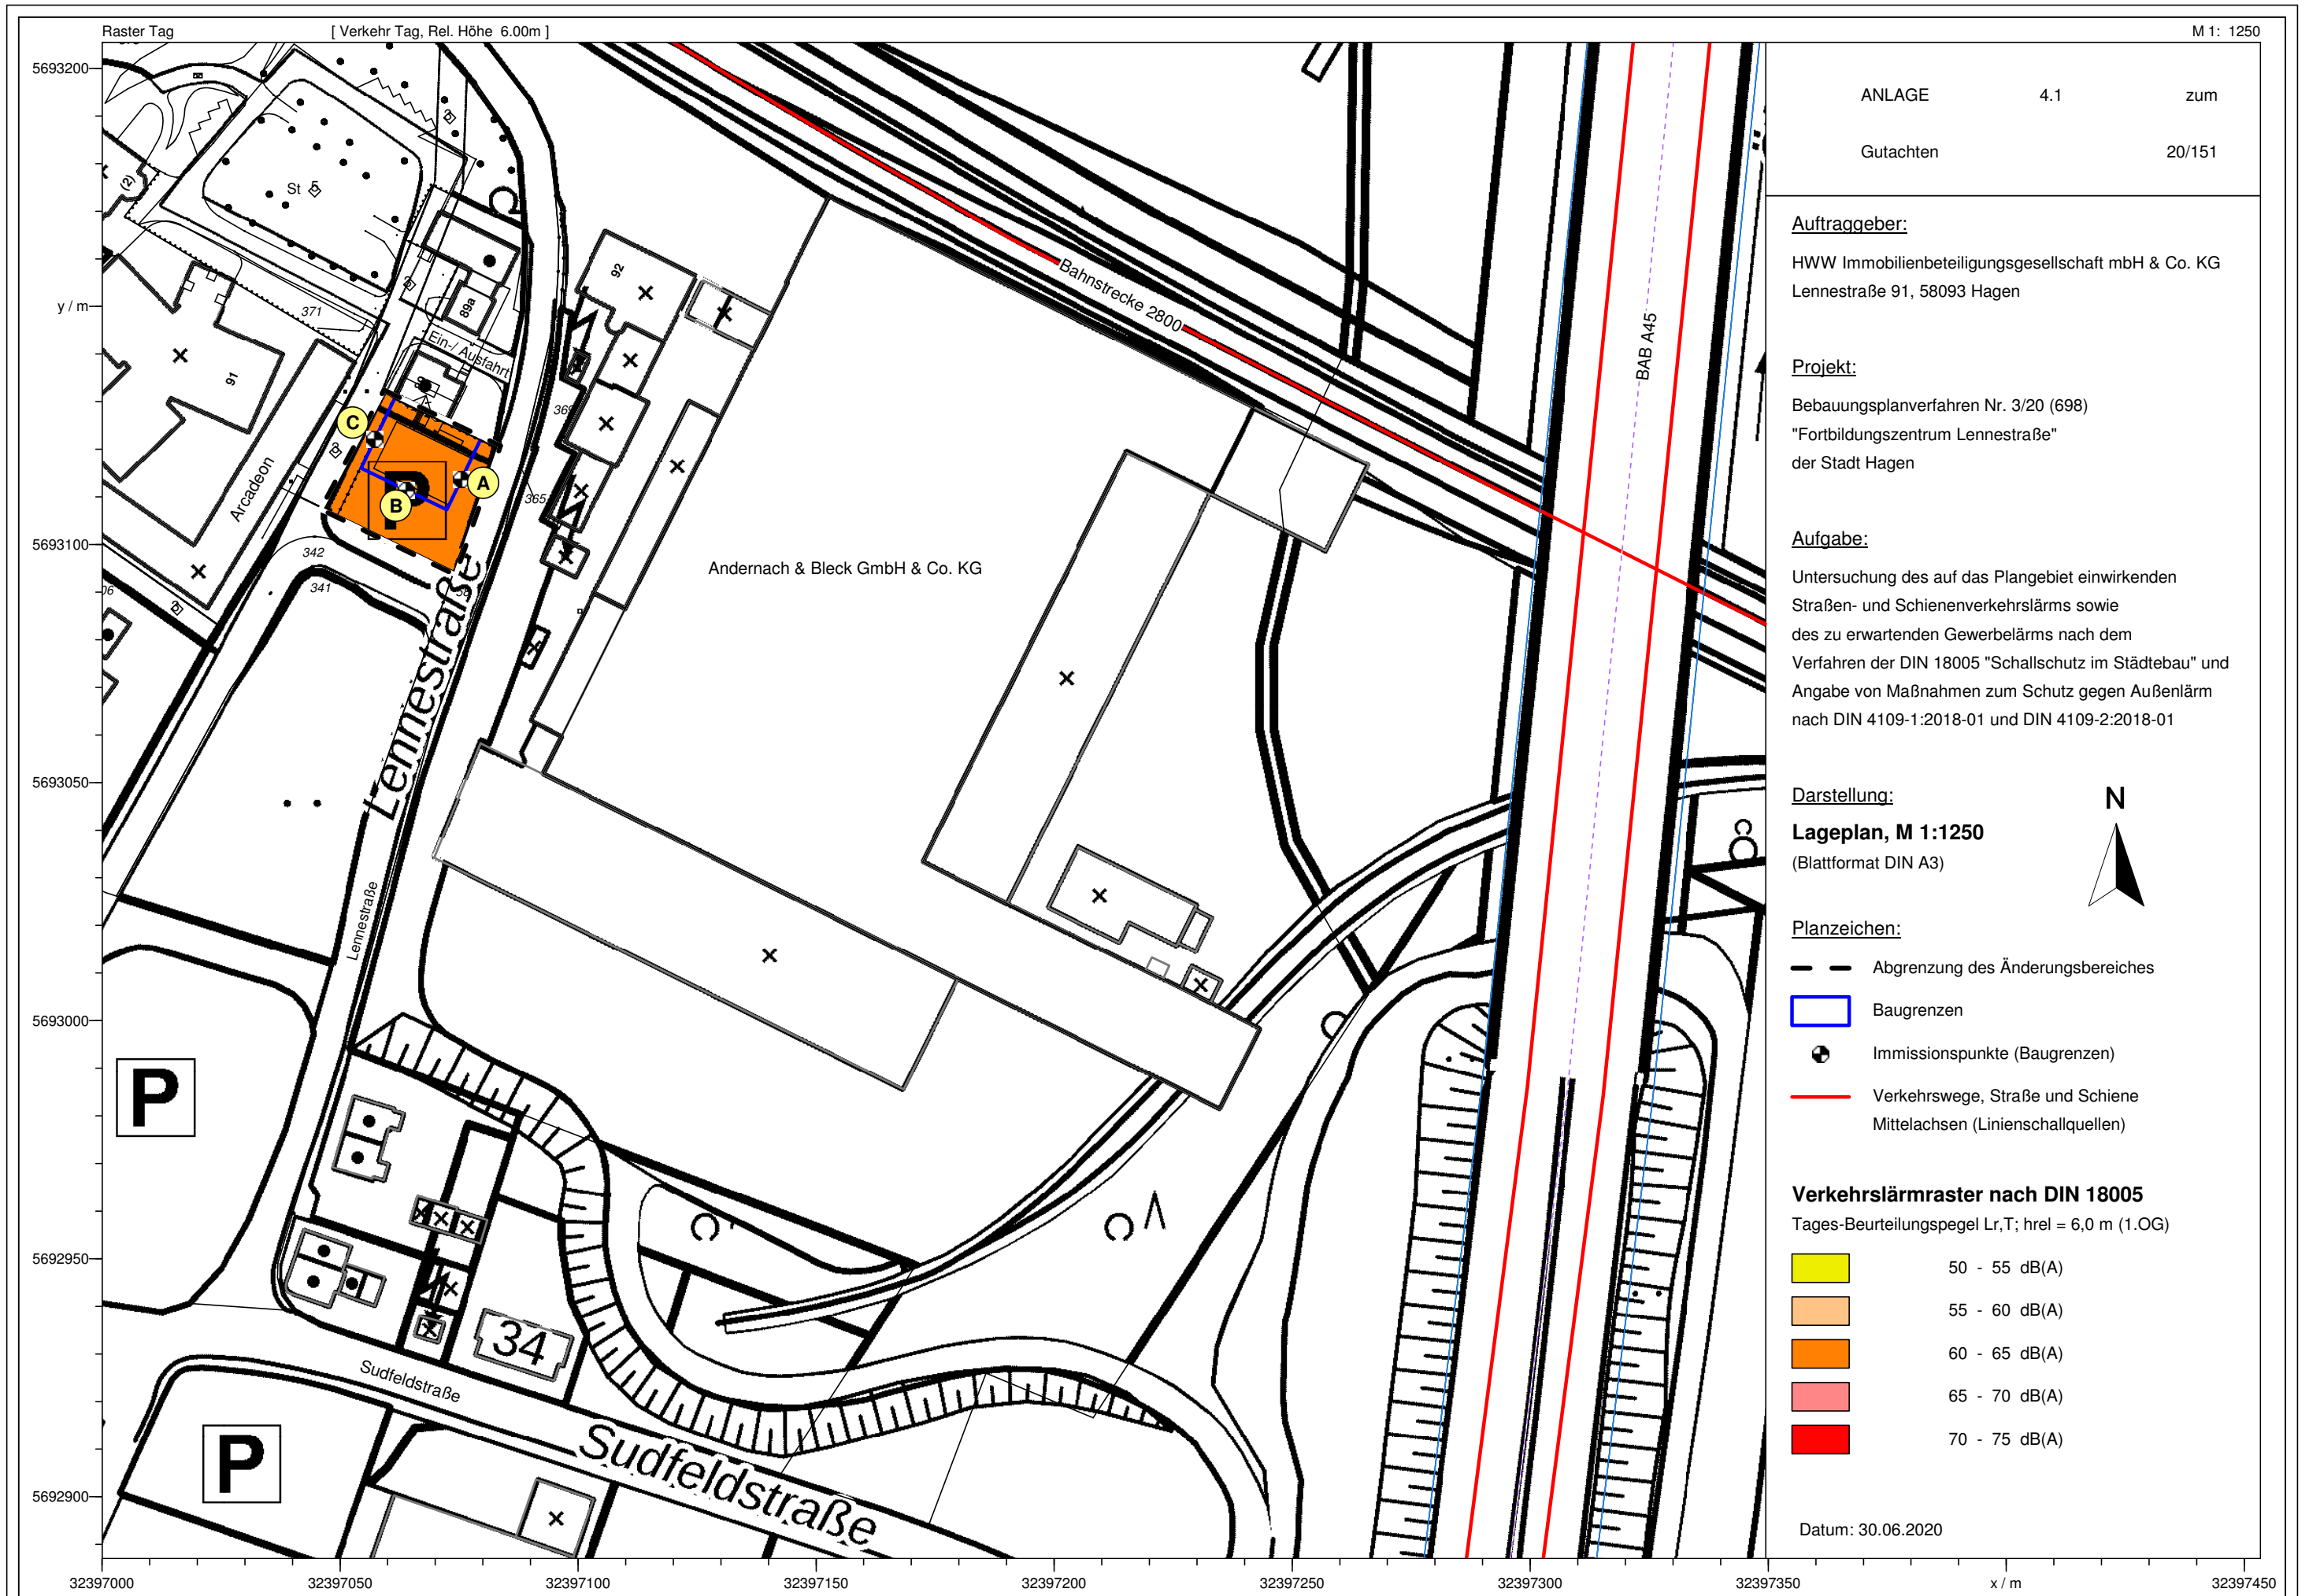 Raster Tag
[ Verkehr Tag, Rel. Höhe 6.00m ]
M 1: 1250
5693200
y / m
5693100
5693050
5693000
5692950
5692900
32397000
32397050
32397100
32397150
32397200
32397250
32397300
32397350
x / m
32397450
(2)
St
371
91
89a
Ein-/ Ausfahrt
92
369
365
342
341
Arcadeon
C
A
B
P
Lennestraße
Lennestraße
Andernach & Bleck GmbH & Co. KG
Bahnstrecke 2800
BAB A45
P
34
Sudfeldstraße
Sudfeldstraße
P
ANLAGE 4.1 zum
Gutachten 20/151
Auftraggeber:
HWW Immobilienbeteiligungsgesellschaft mbH & Co. KG
Lennestraße 91, 58093 Hagen
Projekt:
Bebauungsplanverfahren Nr. 3/20 (698)
"Fortbildungszentrum Lennestraße"
der Stadt Hagen
Aufgabe:
Untersuchung des auf das Plangebiet einwirkenden
Straßen- und Schienenverkehrslärms sowie
des zu erwartenden Gewerbelärms nach dem
Verfahren der DIN 18005 "Schallschutz im Städtebau" und
Angabe von Maßnahmen zum Schutz gegen Außenlärm
nach DIN 4109-1:2018-01 und DIN 4109-2:2018-01
Darstellung:
Lageplan, M 1:1250
(Blattformat DIN A3)
N
Planzeichen:
Abgrenzung des Änderungsbereiches
Baugrenzen
Immissionspunkte (Baugrenzen)
Verkehrswege, Straße und Schiene
Mittelachsen (Linienschallquellen)
Verkehrslärmraster nach DIN 18005
Tages-Beurteilungspegel Lr,T; hrel = 6,0 m (1.OG)
50 - 55 dB(A)
55 - 60 dB(A)
60 - 65 dB(A)
65 - 70 dB(A)
70 - 75 dB(A)
Datum: 30.06.2020